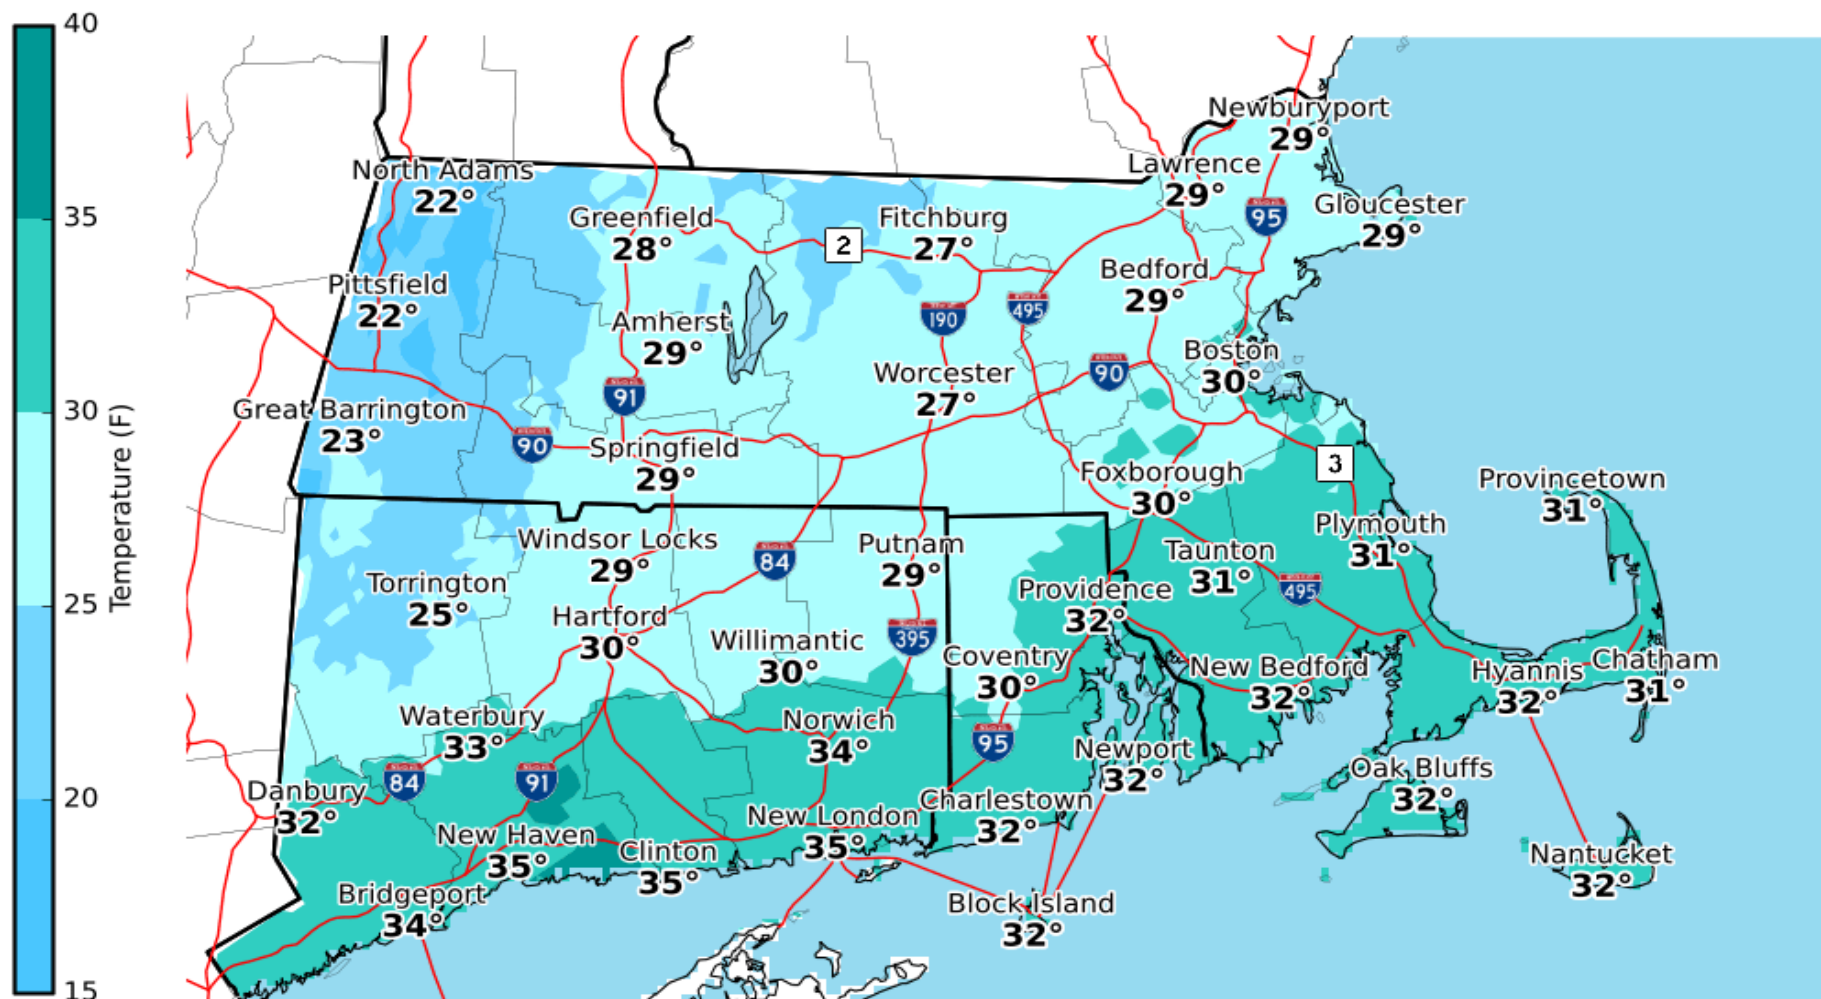 40
35
30
25
20
15
Temperature (F)
Newburyport
29°
North Adams
22°
Lawrence
29°
95
Gloucester
29°
Greenfield
28°
2
Fitchburg
27°
Bedford
29°
Pittsfield
22°
Amherst
29°
190
495
Boston
30°
Worcester
27°
90
91
Great Barrington
23°
90
Springfield
29°
3
Foxborough
30°
Provincetown
31°
Plymouth
31°
Windsor Locks
29°
84
Putnam
29°
Taunton
31°
495
Torrington
25°
Hartford
30°
Providence
32°
395
Willimantic
30°
Coventry
30°
New Bedford
32°
Hyannis
32°
Chatham
31°
Waterbury
33°
Norwich
34°
95
Newport
32°
84
91
Oak Bluffs
32°
Danbury
32°
New Haven
35°
Clinton
35°
New London
35°
Charlestown
32°
Nantucket
32°
Bridgeport
34°
Block Island
32°